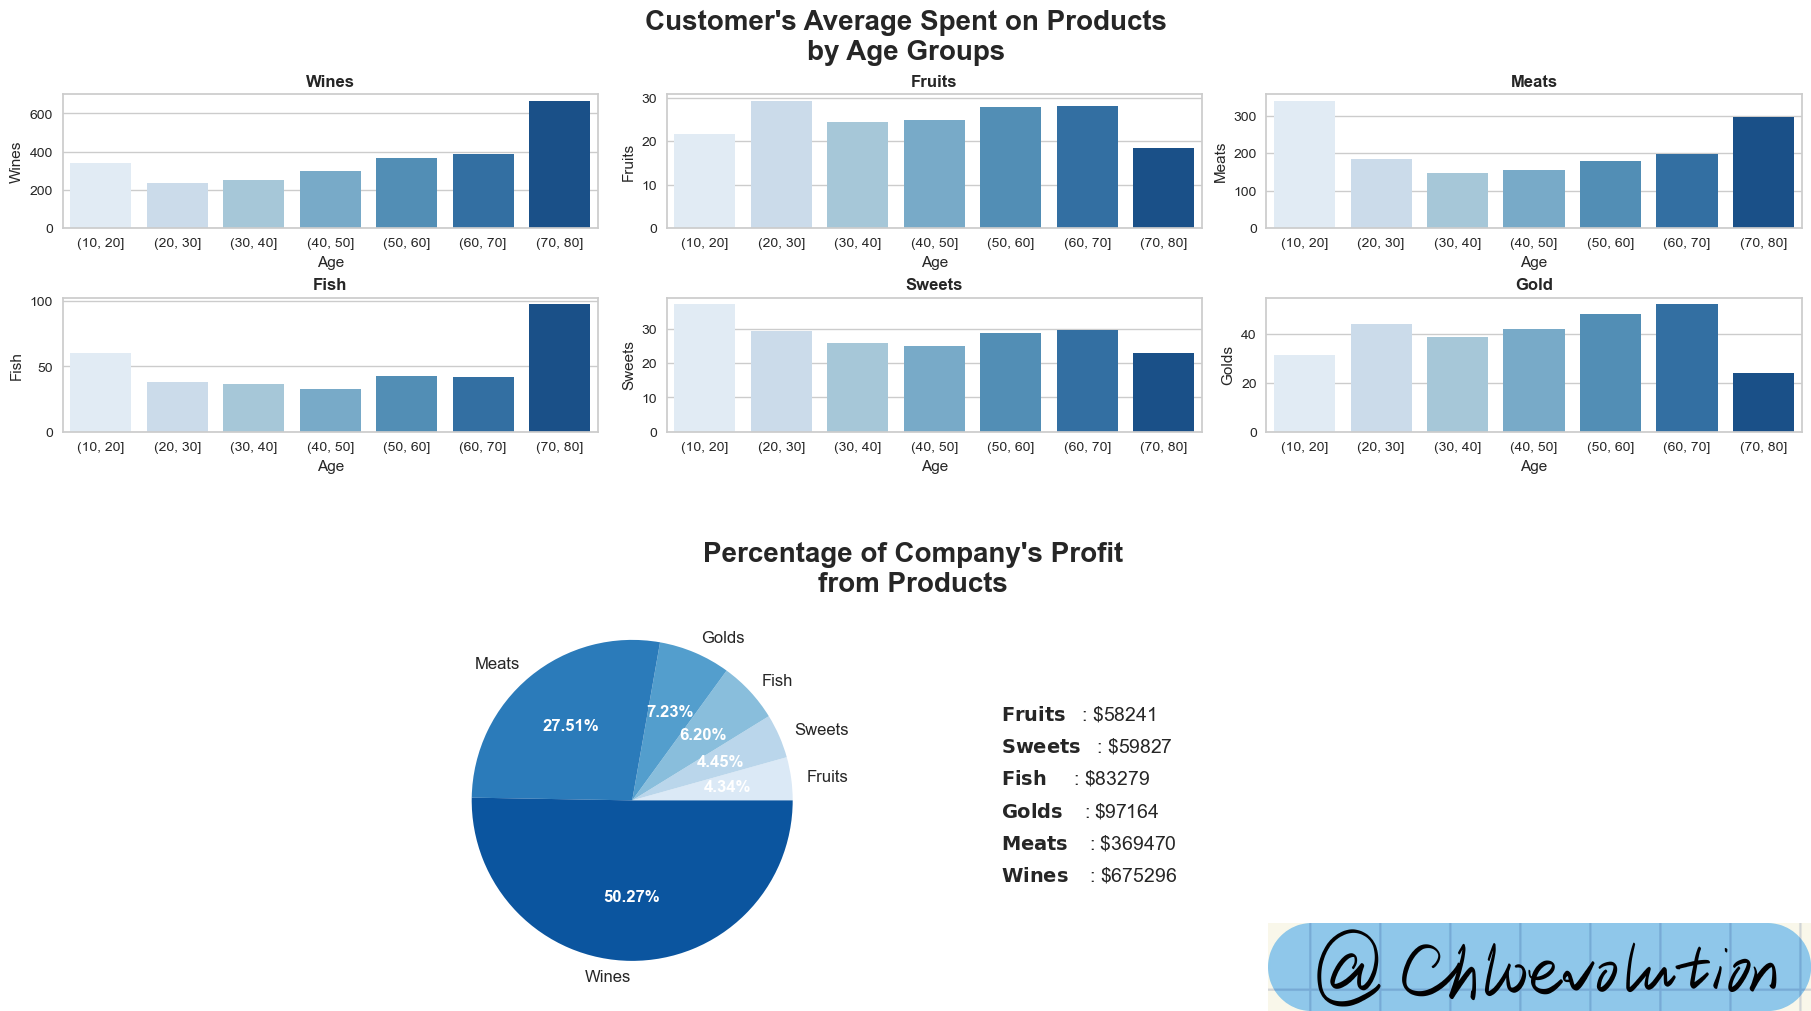 Customer's Average Spent on Products
by Age Groups
Wines
Wines
600
400
200
0
(10, 20] (20, 30] (30, 40] (40, 50] (50, 60] (60, 70] (70, 80]
Age
Fruits
Fruits
30
20
10
0
(10, 20] (20, 30] (30, 40] (40, 50] (50, 60] (60, 70] (70, 80]
Age
Meats
Meats
300
200
100
0
(10, 20] (20, 30] (30, 40] (40, 50] (50, 60] (60, 70] (70, 80]
Age
Fish
Fish
100
50
0
(10, 20] (20, 30] (30, 40] (40, 50] (50, 60] (60, 70] (70, 80]
Age
Sweets
Sweets
30
20
10
0
(10, 20] (20, 30] (30, 40] (40, 50] (50, 60] (60, 70] (70, 80]
Age
Gold
Golds
40
20
0
(10, 20] (20, 30] (30, 40] (40, 50] (50, 60] (60, 70] (70, 80]
Age
Percentage of Company's Profit
from Products
Golds
Meats
Fish
Sweets
Fruits
Wines
7.23%
27.51%
6.20%
4.45%
4.34%
50.27%
Fruits : $58241
Sweets : $59827
Fish : $83279
Golds : $97164
Meats : $369470
Wines : $675296
@Chloevolution